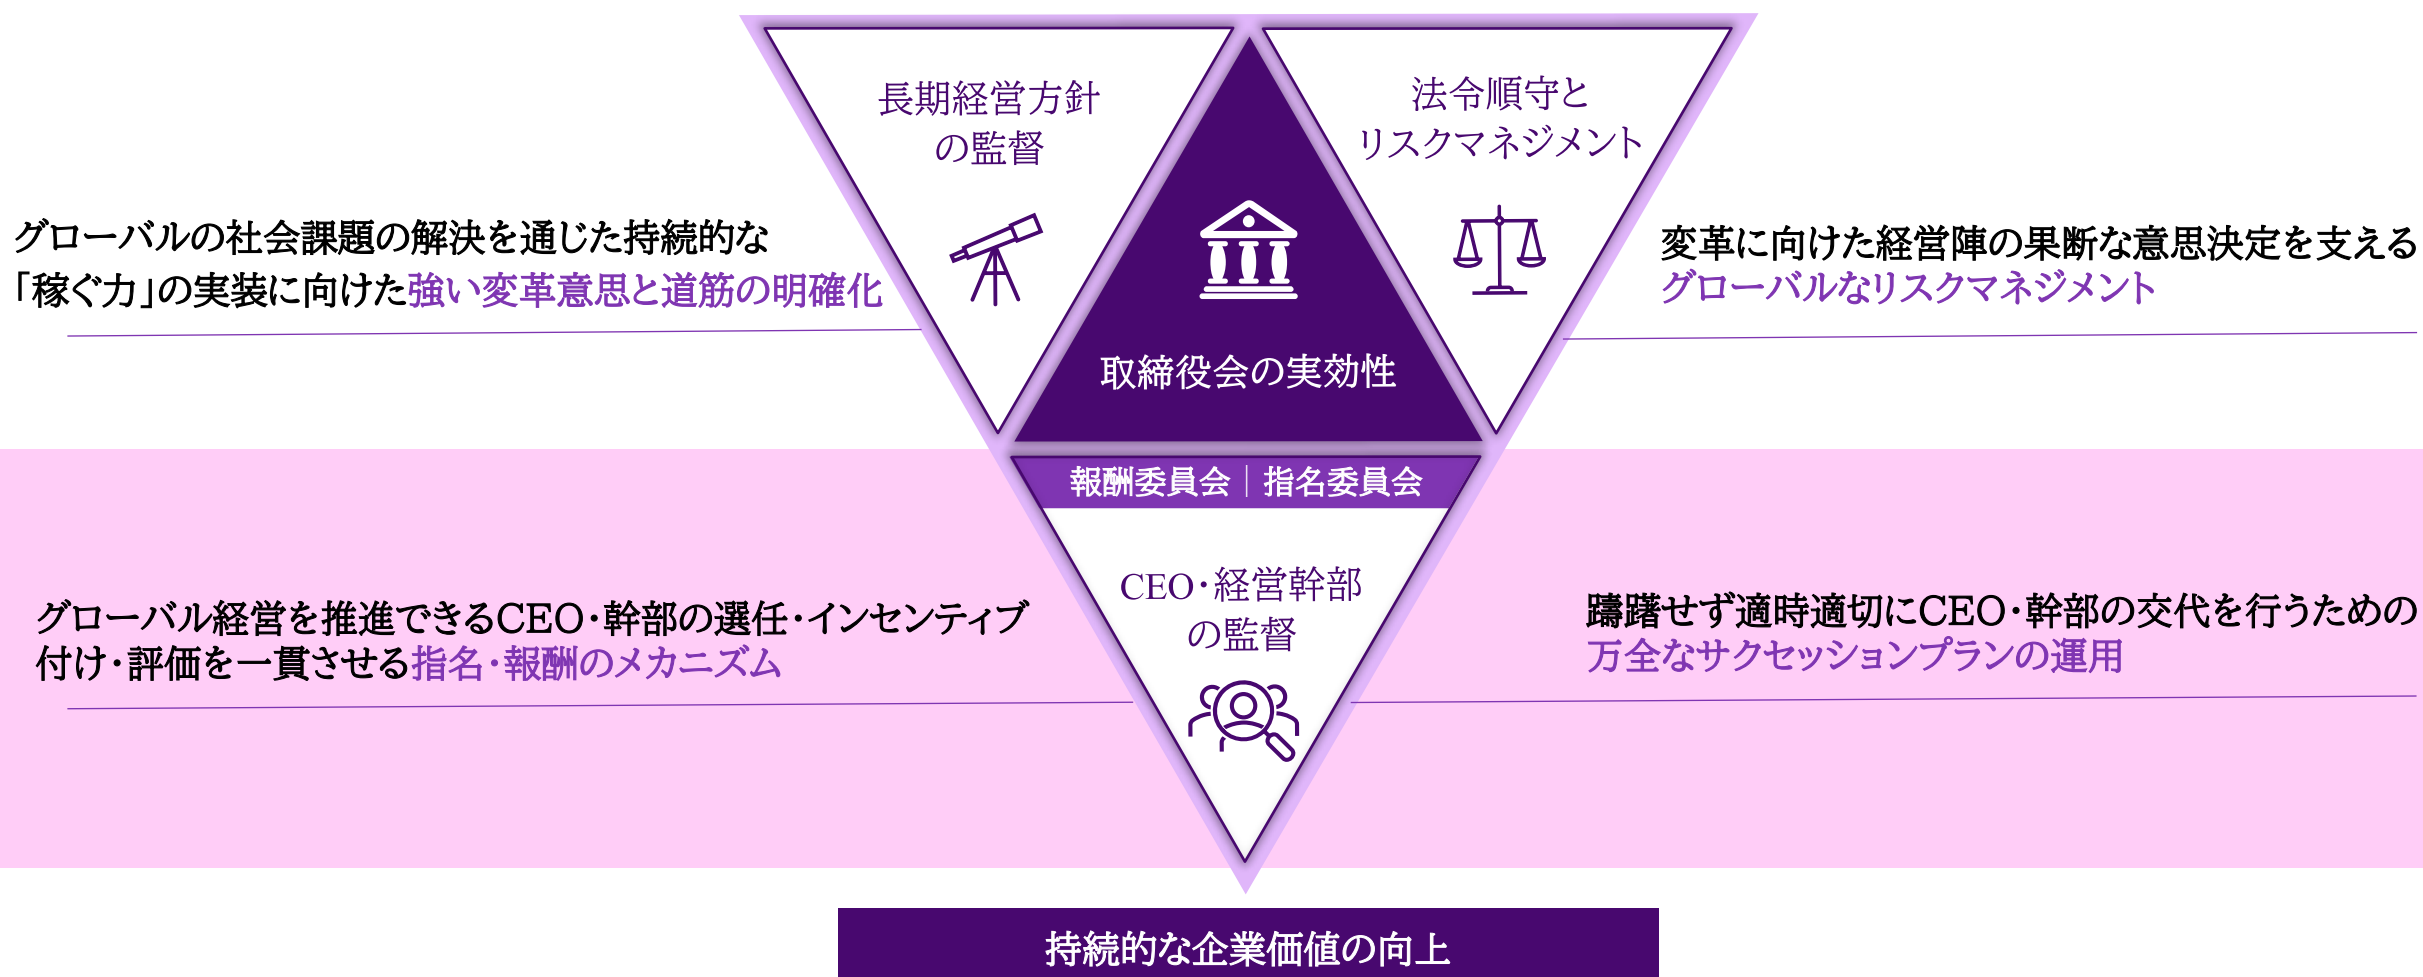 長期経営方針
の監督
法令順守と
リスクマネジメント
グローバルの社会課題の解決を通じた持続的な
「稼ぐ力」の実装に向けた強い変革意思と道筋の明確化
変革に向けた経営陣の果断な意思決定を支える
グローバルなリスクマネジメント
取締役会の実効性
報酬委員会｜指名委員会
CEO・経営幹部
の監督
グローバル経営を推進できるCEO・幹部の選任・インセンティブ
付け・評価を一貫させる指名・報酬のメカニズム
躊躇せず適時適切にCEO・幹部の交代を行うための
万全なサクセッションプランの運用
持続的な企業価値の向上